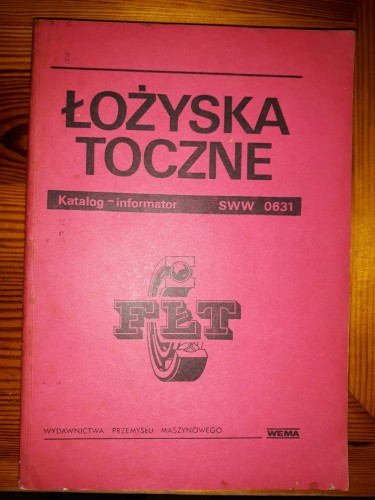 ŁOŻYSKA
TOCZNE
Katalog - informator SWW 0631
FŁT
WYDAWNICTWA PRZEMYSŁU MASZYNOWEGO WEMA